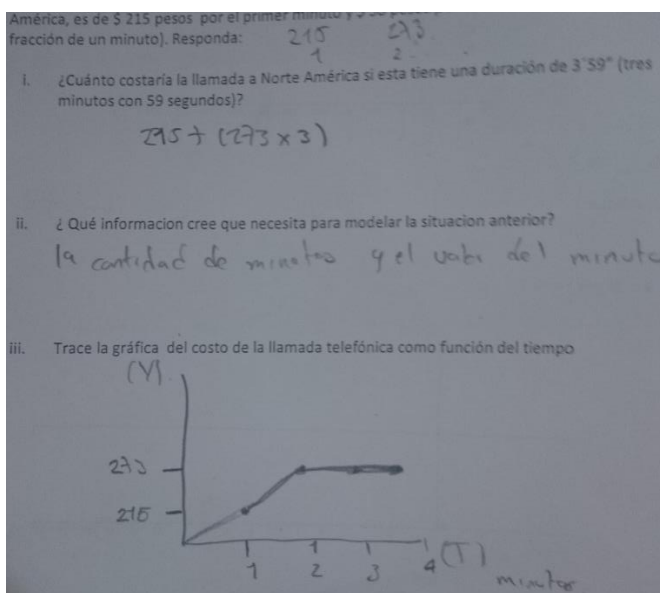 América, es de $ 215 pesos por el primer minuto y
fracción de un minuto). Responda:
215 273
1 2
i. ¿Cuánto costaría la llamada a Norte América si esta tiene una duración de 3´59" (tres
minutos con 59 segundos)?
215 + (273 x 3)
ii. ¿ Qué informacion cree que necesita para modelar la situacion anterior?
la cantidad de minutos y el valor del minuto
iii. Trace la gráfica del costo de la llamada telefónica como función del tiempo
(V)
273
215
1 2 3 4 (T)
minutos